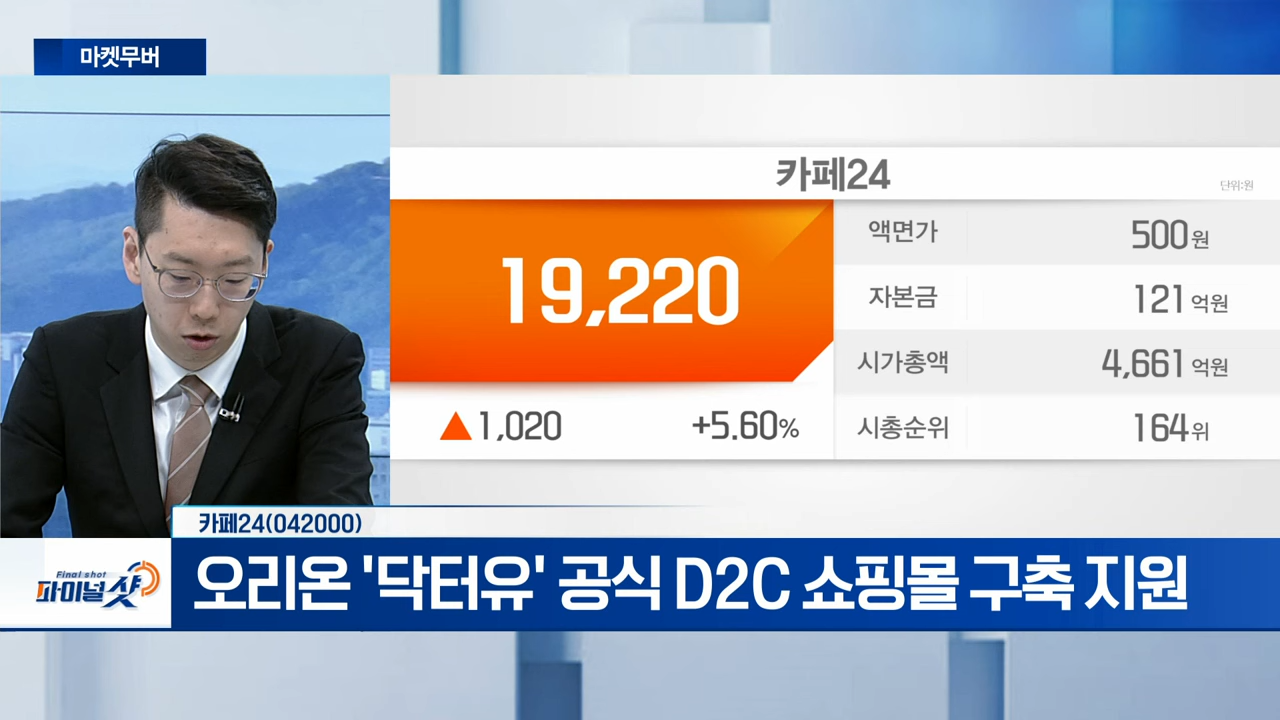 마켓무버
카페24
단위:원
19,220
▲1,020 +5.60%
액면가 500원
자본금 121억원
시가총액 4,661억원
시총순위 164위
카페24(042000)
Final shot
파이널샷
오리온 '닥터유' 공식 D2C 쇼핑몰 구축 지원